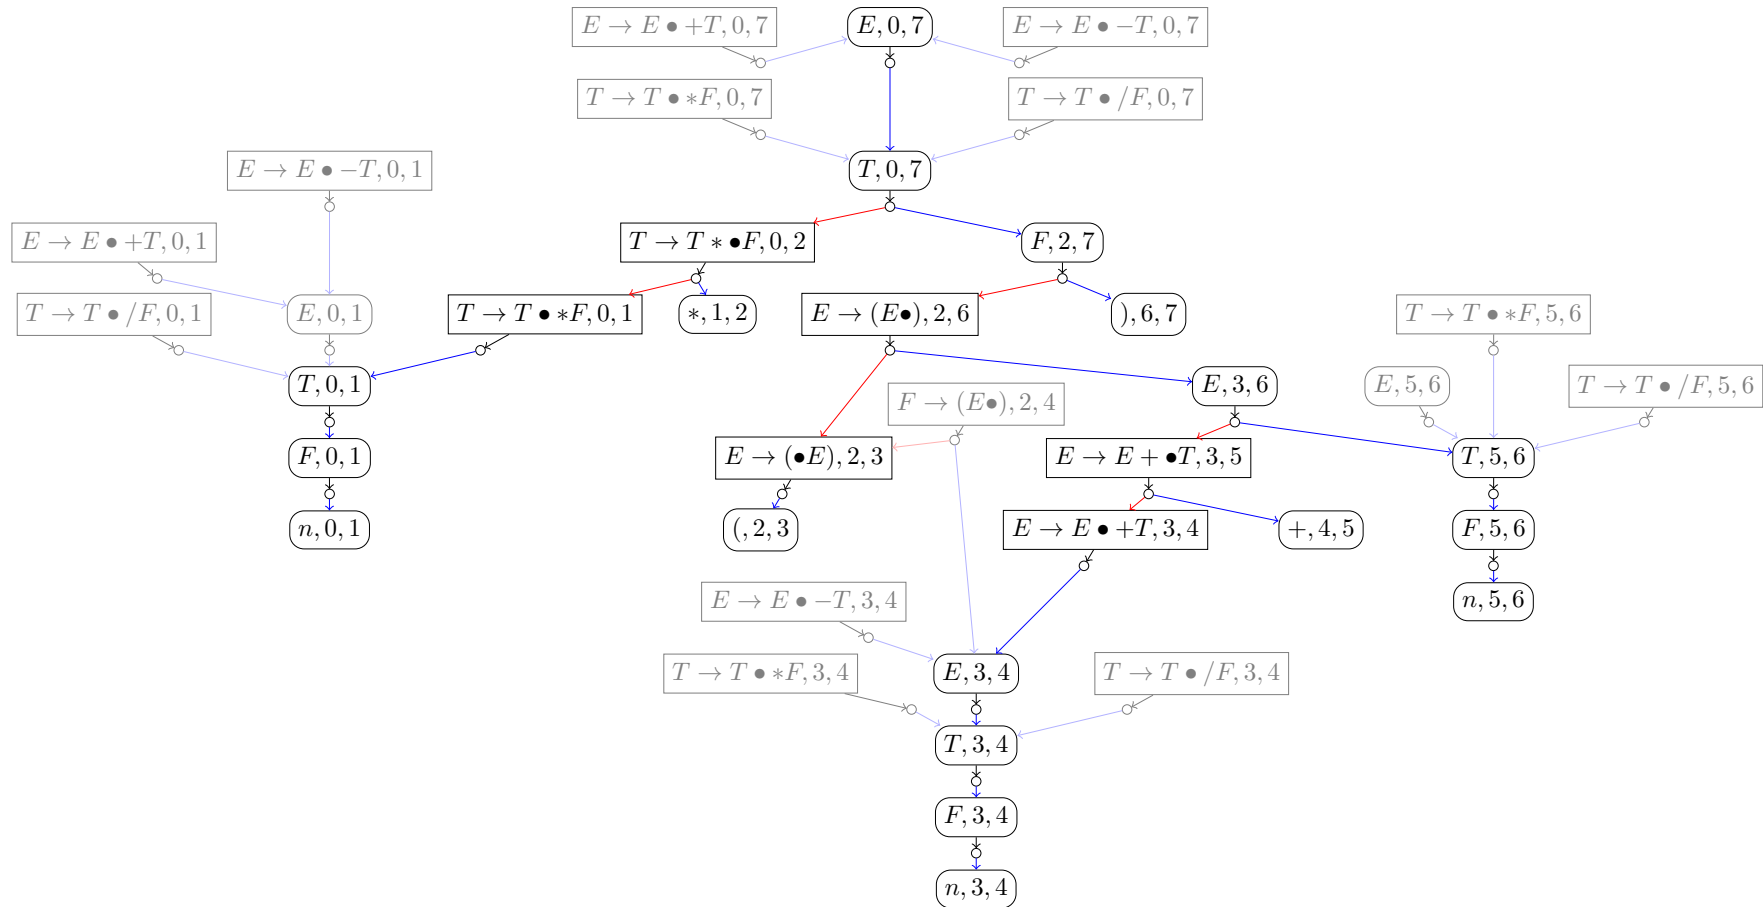 E → E • +T, 0, 7
E, 0, 7
E → E • −T, 0, 7
T → T • ∗F, 0, 7
T → T • /F, 0, 7
E → E • −T, 0, 1
T, 0, 7
E → E • +T, 0, 1
T → T ∗ •F, 0, 2
F, 2, 7
T → T • /F, 0, 1
E, 0, 1
T → T • ∗F, 0, 1
∗, 1, 2
E → (E•), 2, 6
), 6, 7
T → T • ∗F, 5, 6
T, 0, 1
F → (E•), 2, 4
E, 3, 6
E, 5, 6
T → T • /F, 5, 6
F, 0, 1
E → (•E), 2, 3
E → E + •T, 3, 5
T, 5, 6
n, 0, 1
(, 2, 3
E → E • +T, 3, 4
+, 4, 5
F, 5, 6
E → E • −T, 3, 4
n, 5, 6
T → T • ∗F, 3, 4
E, 3, 4
T → T • /F, 3, 4
T, 3, 4
F, 3, 4
n, 3, 4